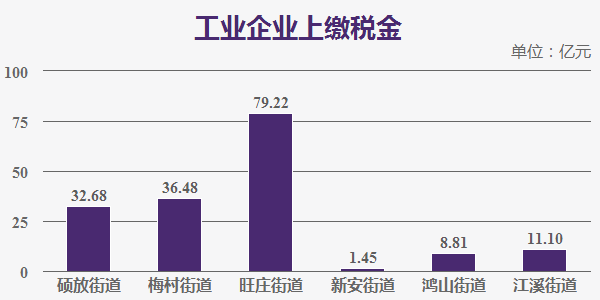 工业企业上缴税金
单位：亿元
100
75
50
25
0
32.68
36.48
79.22
1.45
8.81
11.10
硕放街道
梅村街道
旺庄街道
新安街道
鸿山街道
江溪街道